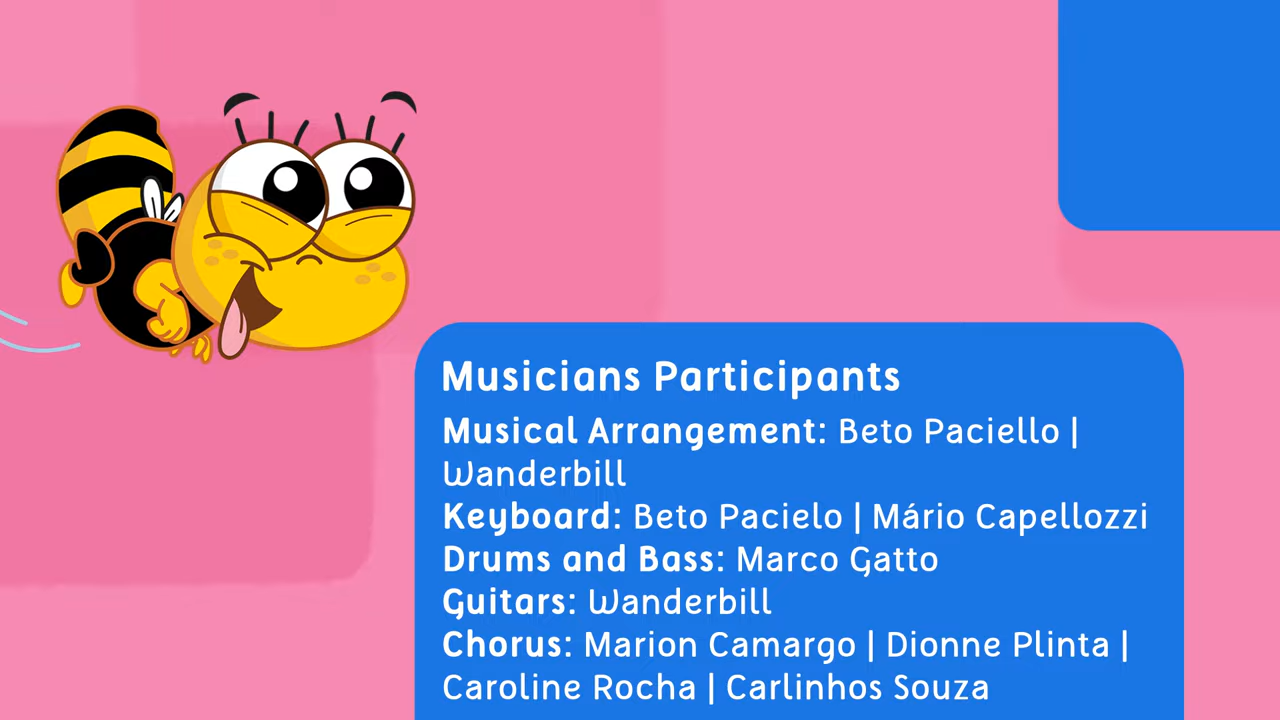 Musicians Participants
Musical Arrangement: Beto Paciello |
Wanderbill
Keyboard: Beto Pacielo | Mário Capellozzi
Drums and Bass: Marco Gatto
Guitars: Wanderbill
Chorus: Marion Camargo | Dionne Plinta |
Caroline Rocha | Carlinhos Souza